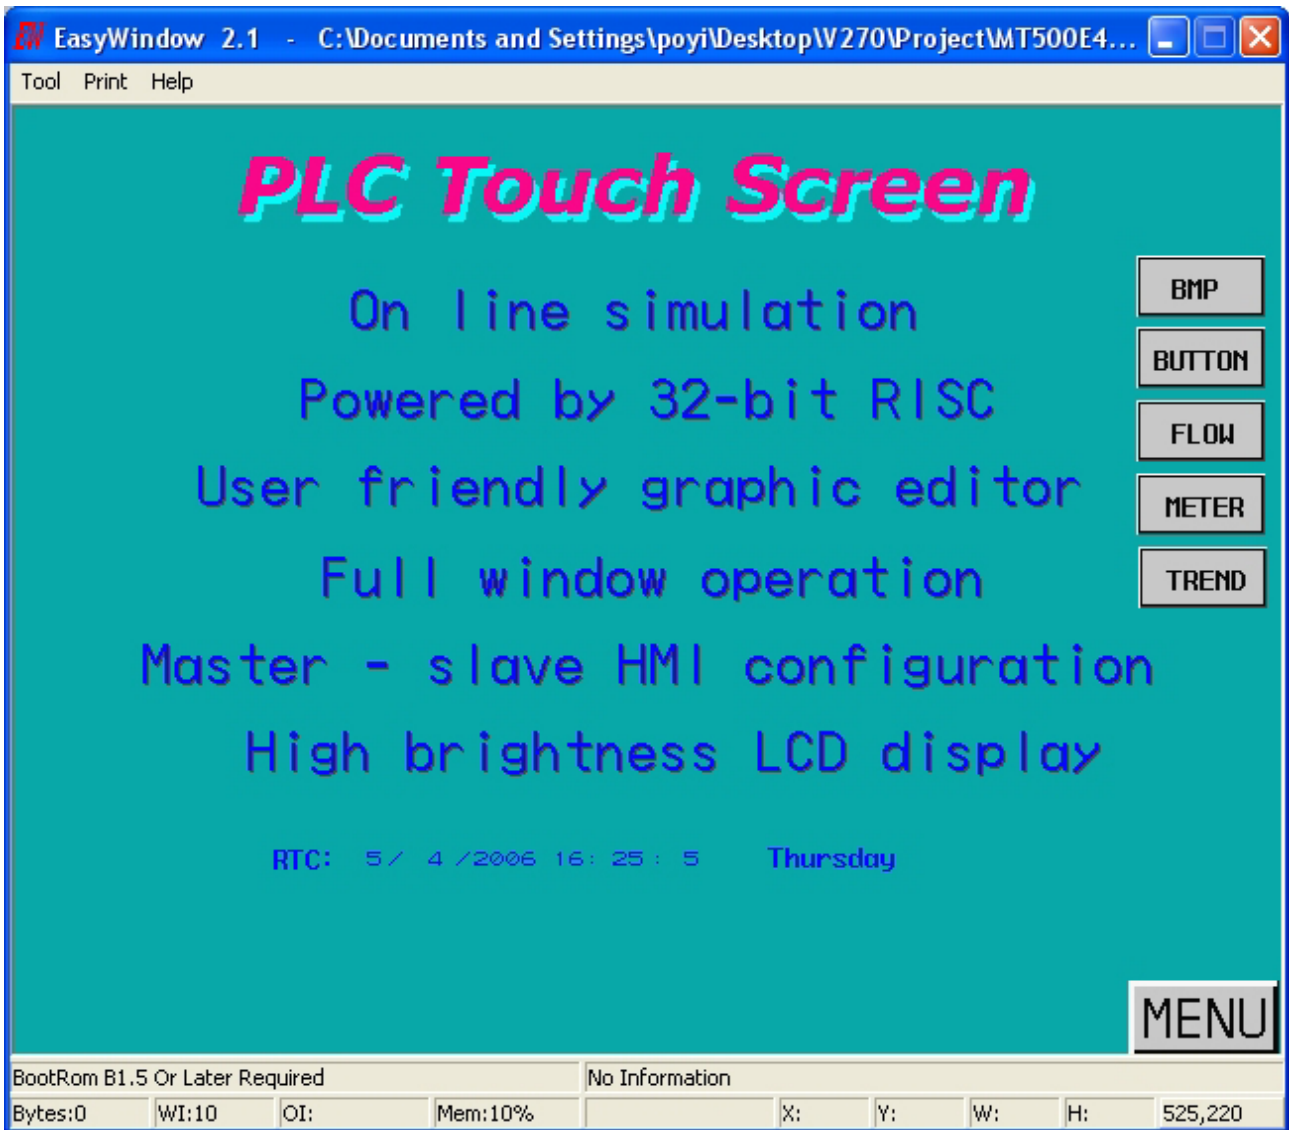 EW EasyWindow 2.1 - C:\Documents and Settings\poyi\Desktop\V270\Project\MT500E4...
Tool Print Help
PLC Touch Screen
On line simulation
Powered by 32-bit RISC
User friendly graphic editor
Full window operation
Master - slave HMI configuration
High brightness LCD display
BMP
BUTTON
FLOW
METER
TREND
RTC: 5/ 4 /2006 16: 25 : 5 Thursday
MENU
BootRom B1.5 Or Later Required No Information
Bytes:0 WI:10 OI: Mem:10% X: Y: W: H: 525,220